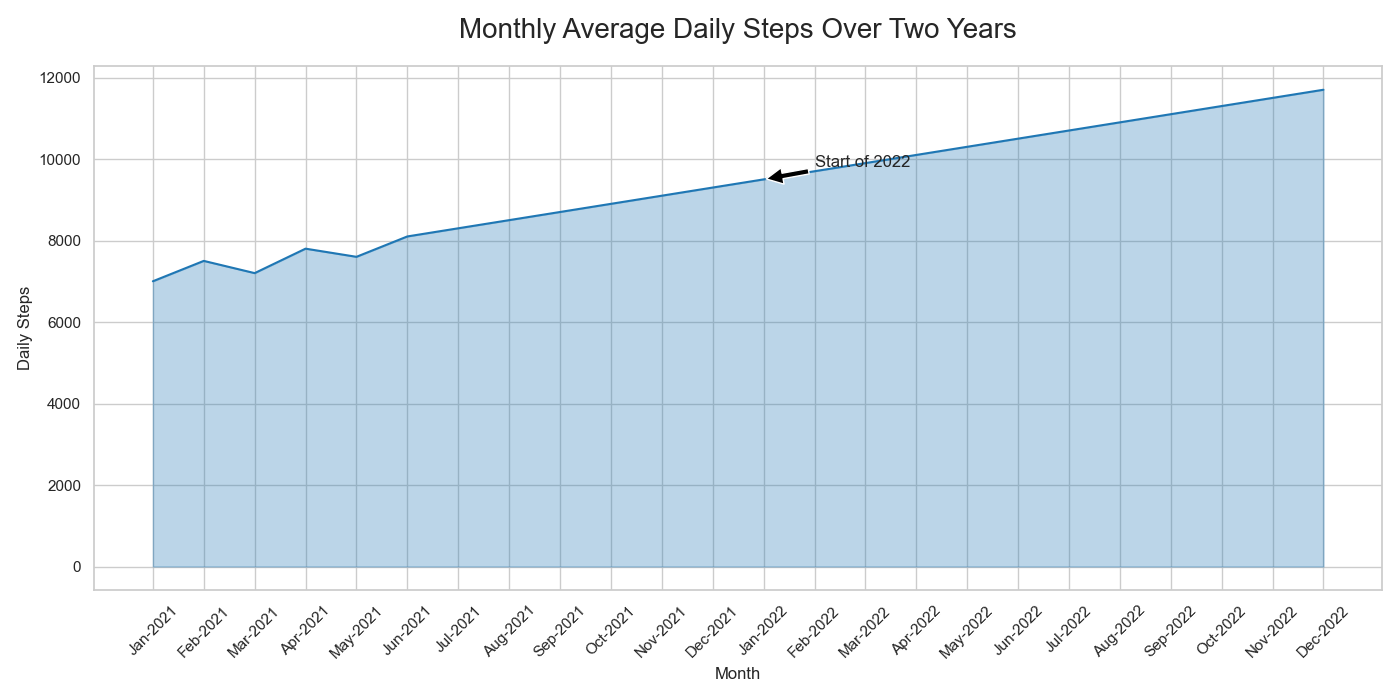 Monthly Average Daily Steps Over Two Years
12000
10000
8000
6000
4000
2000
0
Daily Steps
Start of 2022
Jan-2021
Feb-2021
Mar-2021
Apr-2021
May-2021
Jun-2021
Jul-2021
Aug-2021
Sep-2021
Oct-2021
Nov-2021
Dec-2021
Jan-2022
Feb-2022
Mar-2022
Apr-2022
May-2022
Jun-2022
Jul-2022
Aug-2022
Sep-2022
Oct-2022
Nov-2022
Dec-2022
Month